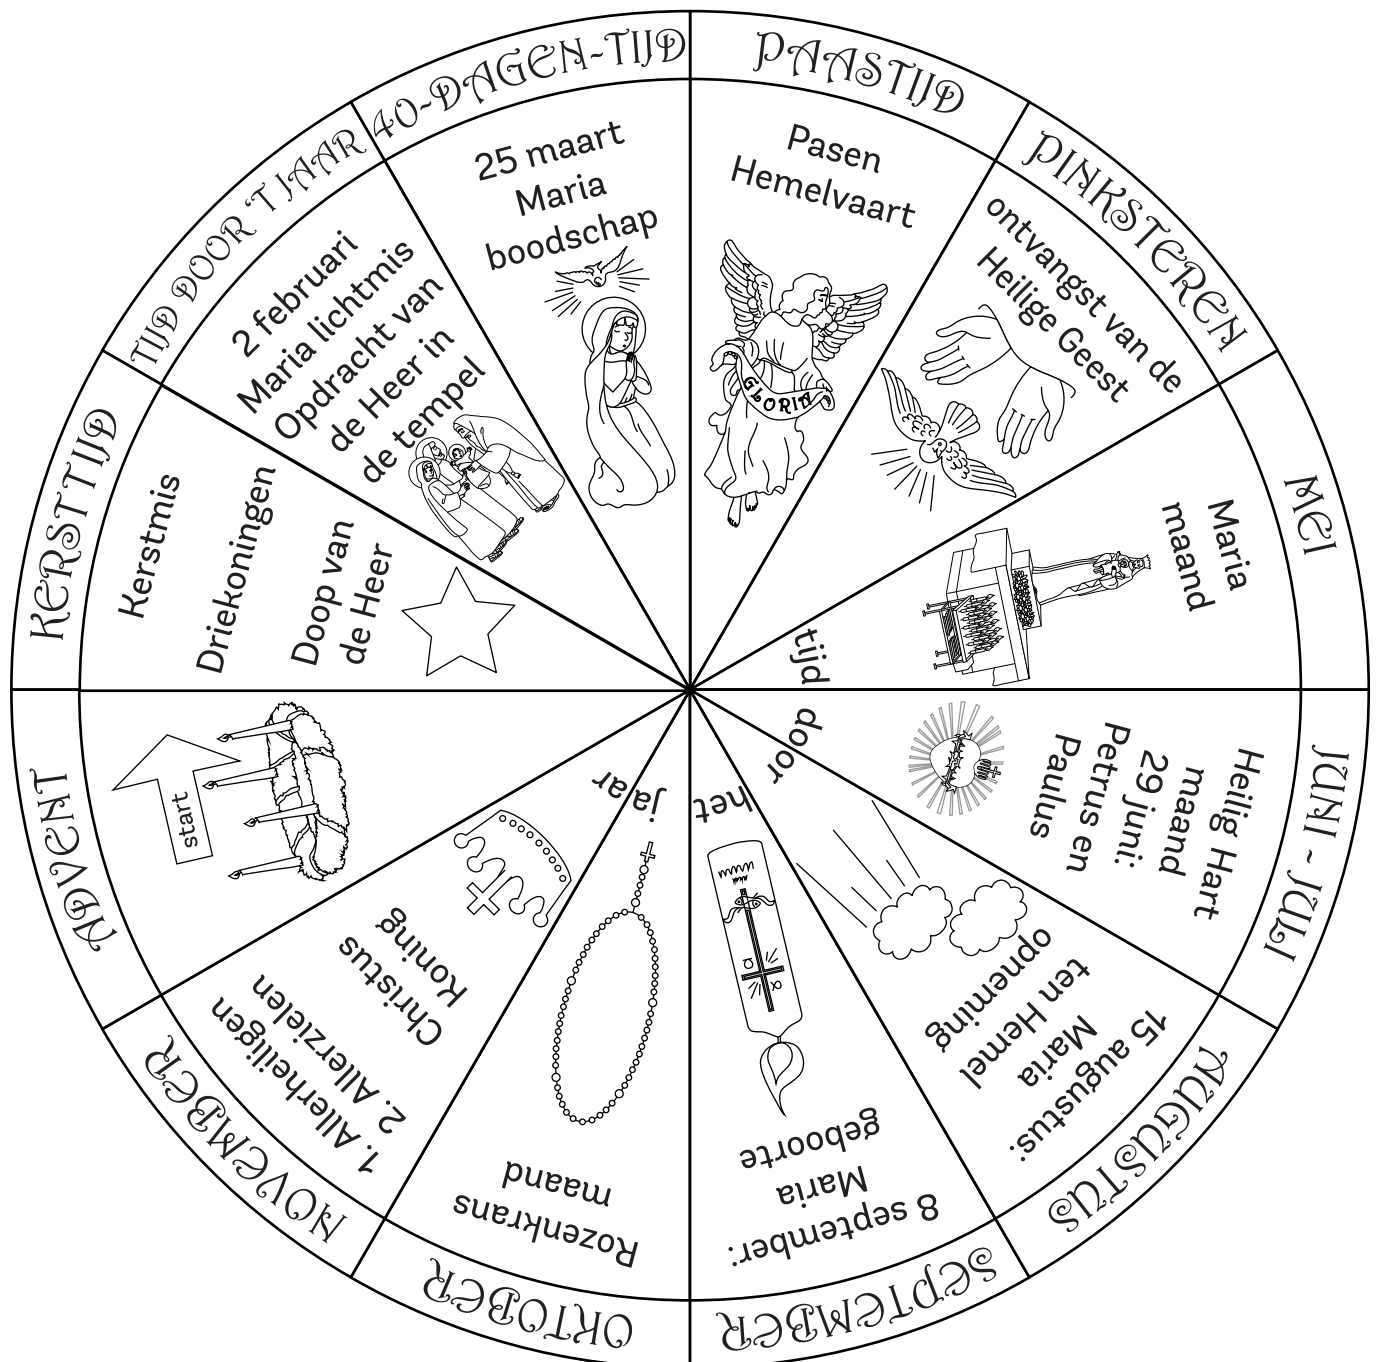 ADVENT
start
KERSTTIJD
Kerstmis
Driekoningen
Doop van
de Heer
TIJD DOOR 'T JAAR
2 februari
Maria lichtmis
Opdracht van
de Heer in
de tempel
40-DAGEN-TIJD
25 maart
Maria
boodschap
PAASTIJD
Pasen
Hemelvaart
GLORIA
PINKSTEREN
ontvangst van de
Heilige Geest
MEI
Maria
maand
JUNI ~ JULI
Heilig Hart
maand
29 juni:
Petrus en
Paulus
AUGUSTUS
15 augustus:
Maria
ten Hemel
opneming
SEPTEMBER
8 september:
Maria
geboorte
OKTOBER
Rozenkrans
maand
NOVEMBER
1. Allerheiligen
2. Allerzielen
Christus
Koning
tijd door het jaar